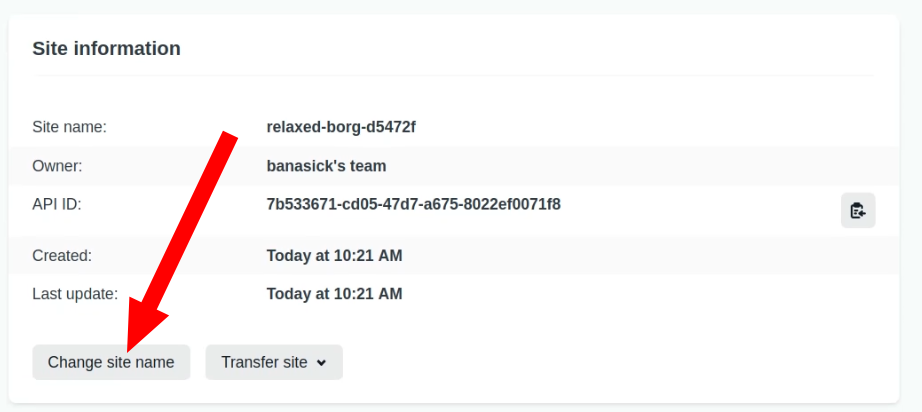 Site information
Site name: relaxed-borg-d5472f
Owner: banasick's team
API ID: 7b533671-cd05-47d7-a675-8022ef0071f8
Created: Today at 10:21 AM
Last update: Today at 10:21 AM
Change site name Transfer site